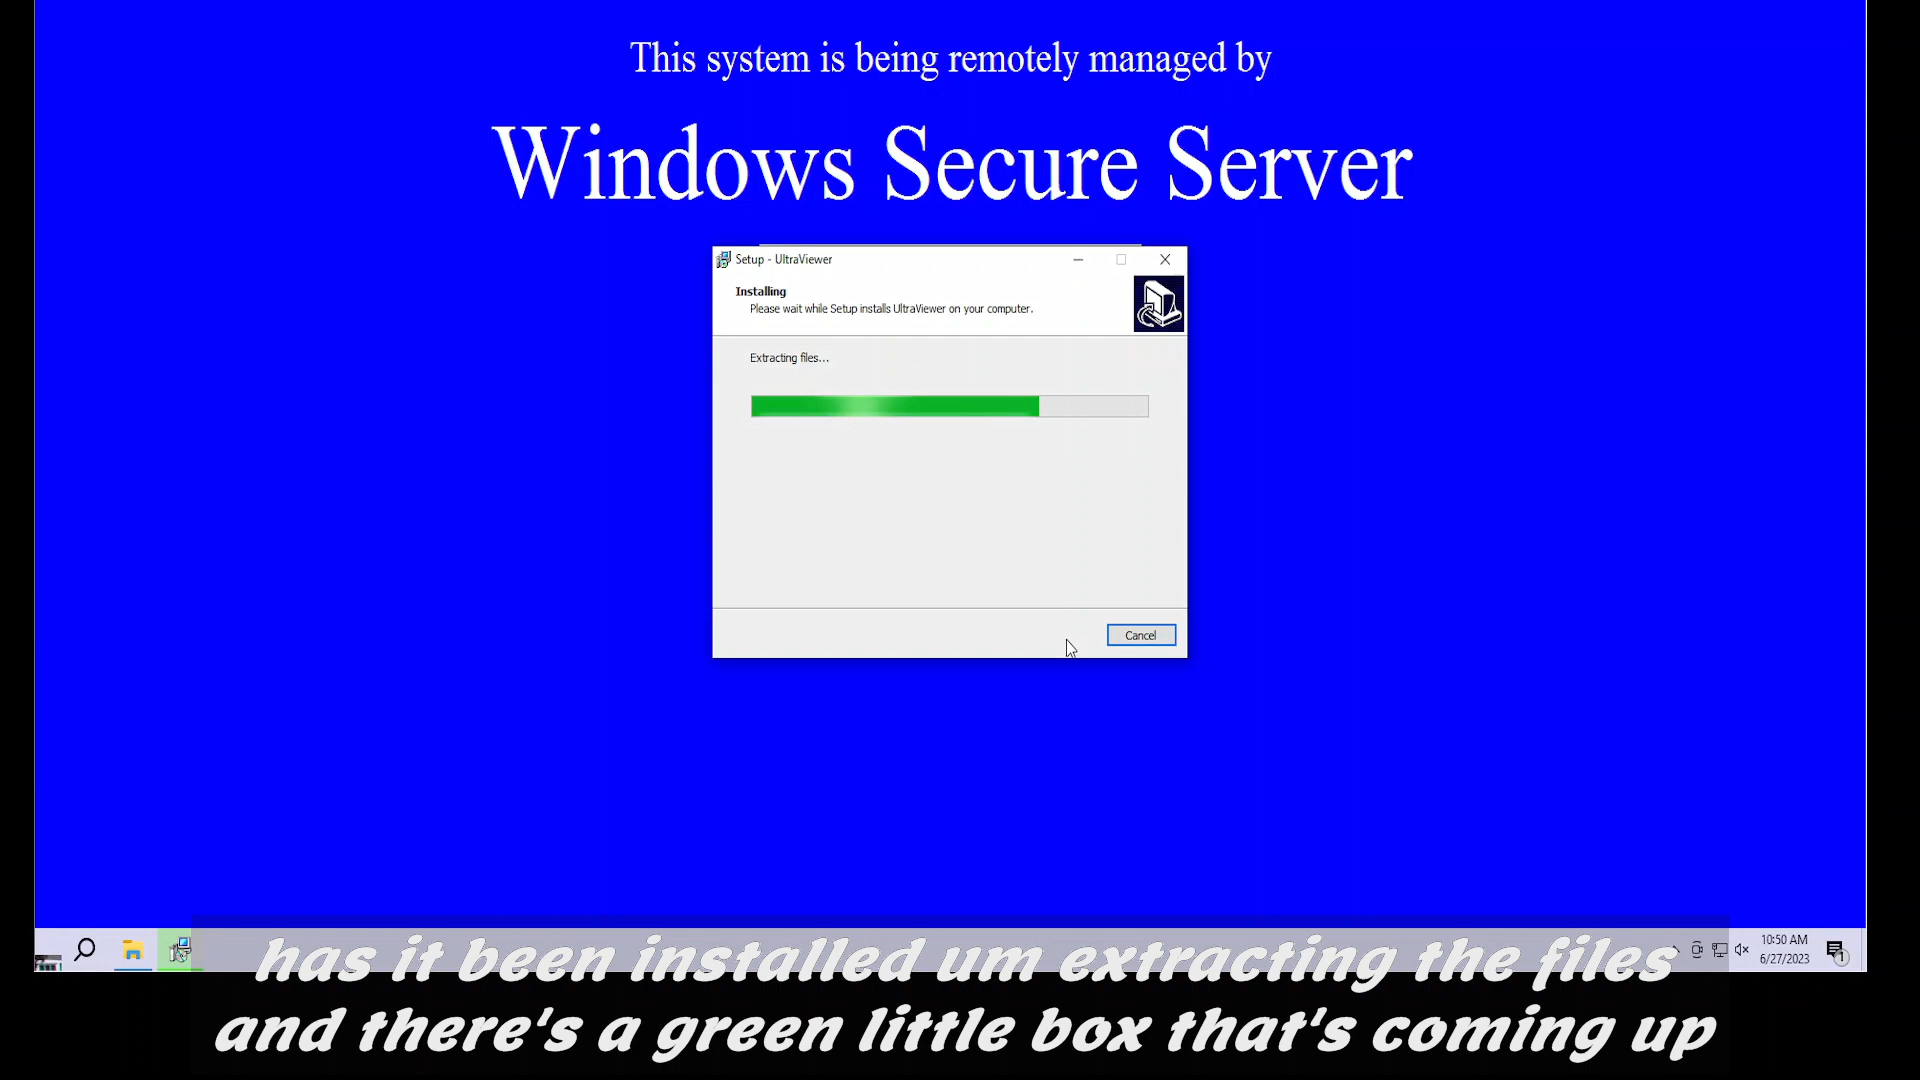 This system is being remotely managed by
Windows Secure Server
Setup - UltraViewer
Installing
Please wait while Setup installs UltraViewer on your computer.
Extracting files...
Cancel
10:50 AM
6/27/2023
1
has it been installed um extracting the files
and there's a green little box that's coming up